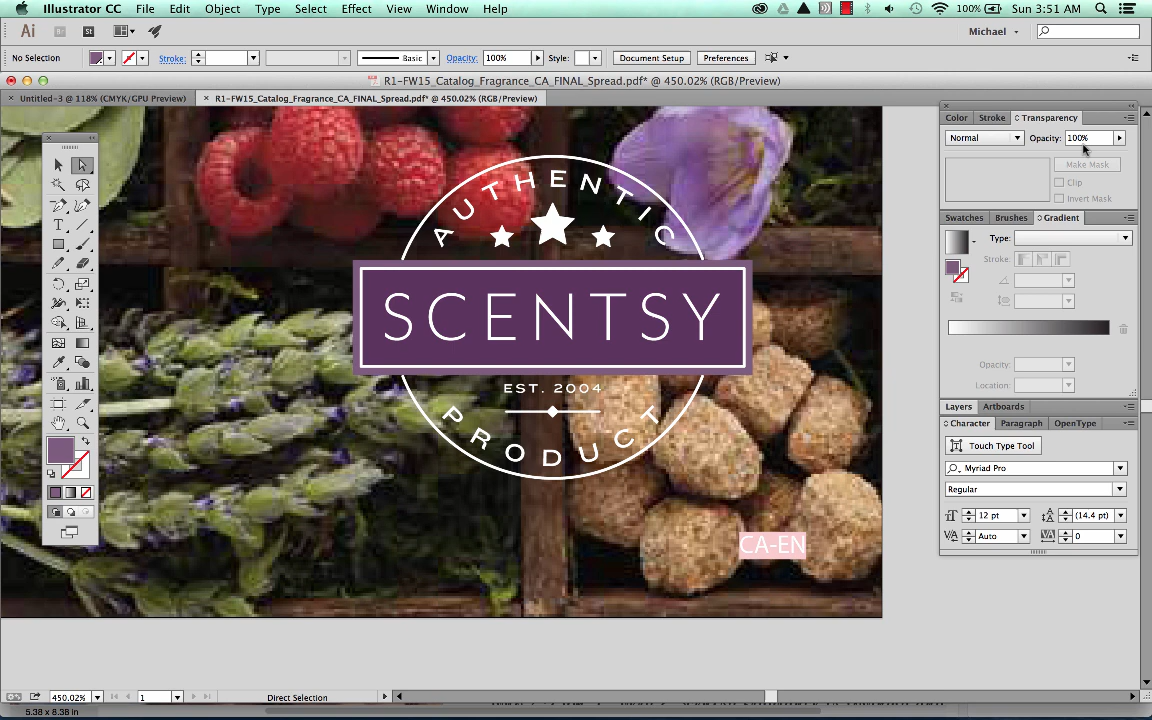 Illustrator CC File Edit Object Type Select Effect View Window Help 100% Sun 3:51 AM
Ai Br St Michael
No Selection Stroke: Basic Opacity: 100% Style: Document Setup Preferences
R1-FW15_Catalog_Fragrance_CA_FINAL_Spread.pdf* @ 450.02% (RGB/Preview)
Untitled-3 @ 118% (CMYK/GPU Preview) R1-FW15_Catalog_Fragrance_CA_FINAL_Spread.pdf* @ 450.02% (RGB/Preview)
Color Stroke Transparency
Normal Opacity: 100%
Make Mask
Clip
Invert Mask
Swatches Brushes Gradient
Type:
Stroke:
Opacity:
Location:
Layers Artboards
Character Paragraph OpenType
Touch Type Tool
Myriad Pro
Regular
12 pt (14.4 pt)
Auto 0
AUTHENTIC
SCENTSY
EST. 2004
PRODUCT
CA-EN
450.02% 1 Direct Selection
5.38 x 8.38 in